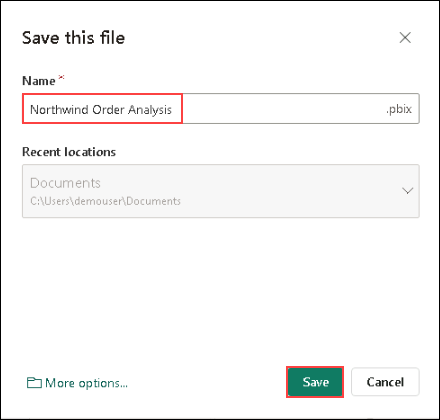 Save this file
Name *
Northwind Order Analysis .pbix
Recent locations
Documents
C:\Users\demouser\Documents
More options... Save Cancel